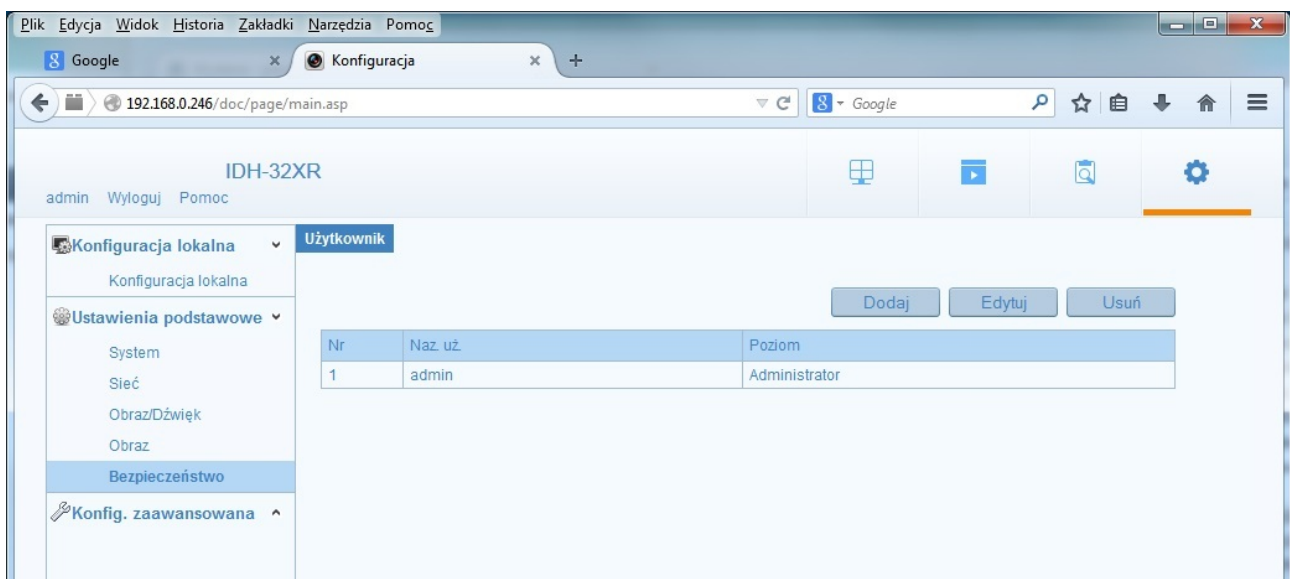 Plik Edycja Widok Historia Zakładki Narzędzia Pomoc
Google
Konfiguracja
192.168.0.246/doc/page/main.asp
Google
IDH-32XR
admin Wyloguj Pomoc
Konfiguracja lokalna
Konfiguracja lokalna
Ustawienia podstawowe
System
Sieć
Obraz/Dźwięk
Obraz
Bezpieczeństwo
Konfig. zaawansowana
Użytkownik
Dodaj Edytuj Usuń
Nr Naz. uż. Poziom
1 admin Administrator